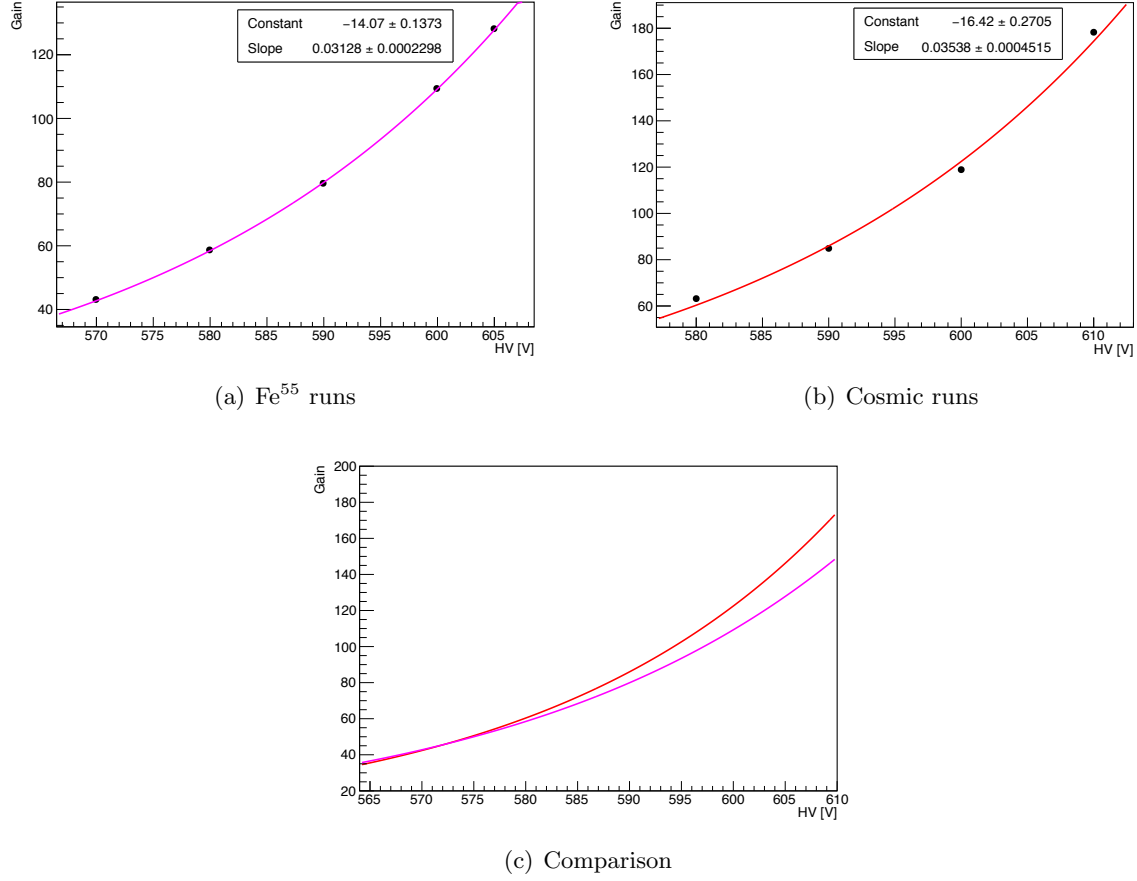 Gain
Constant −14.07 ± 0.1373
Slope 0.03128 ± 0.0002298
120
100
80
60
40
570 575 580 585 590 595 600 605
HV [V]
(a) Fe⁵⁵ runs
Gain
Constant −16.42 ± 0.2705
Slope 0.03538 ± 0.0004515
180
160
140
120
100
80
60
580 585 590 595 600 605 610
HV [V]
(b) Cosmic runs
Gain
200
180
160
140
120
100
80
60
40
20
565 570 575 580 585 590 595 600 605 610
HV [V]
(c) Comparison